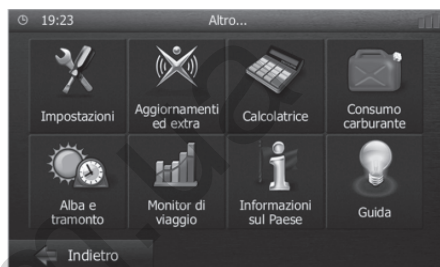 19:23 Altro...
Impostazioni
Aggiornamenti
ed extra
Calcolatrice
Consumo
carburante
Alba e
tramonto
Monitor di
viaggio
Informazioni
sul Paese
Guida
Indietro